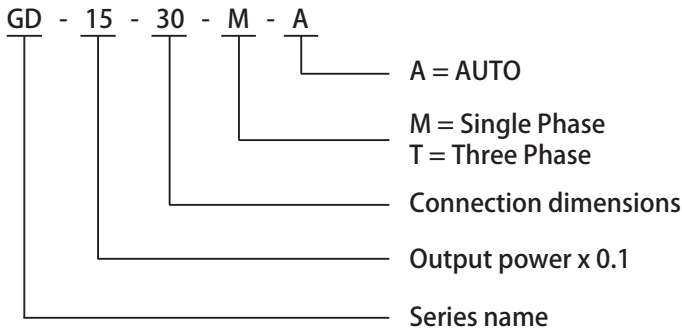 GD - 15 - 30 - M - A
A = AUTO
M = Single Phase
T = Three Phase
Connection dimensions
Output power x 0.1
Series name